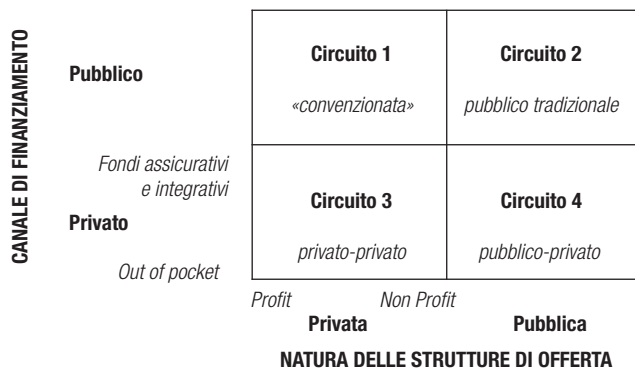 CANALE DI FINANZIAMENTO
Pubblico
Circuito 1
«convenzionata»
Circuito 2
pubblico tradizionale
Fondi assicurativi
e integrativi
Privato
Out of pocket
Circuito 3
privato-privato
Circuito 4
pubblico-privato
Profit
Non Profit
Privata
Pubblica
NATURA DELLE STRUTTURE DI OFFERTA